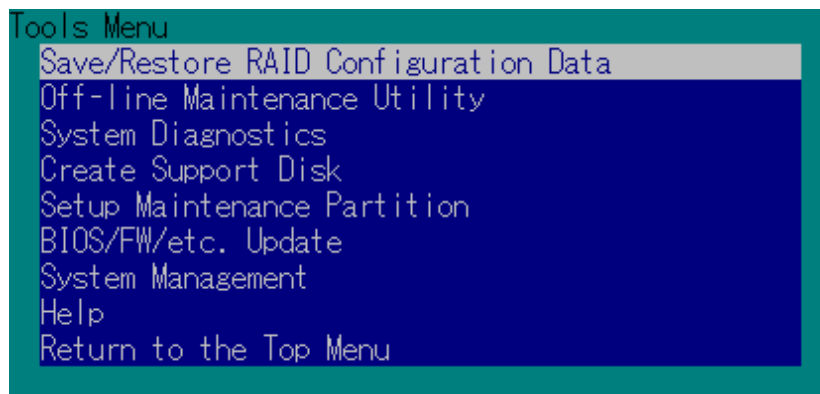 Tools Menu
Save/Restore RAID Configuration Data
Off-line Maintenance Utility
System Diagnostics
Create Support Disk
Setup Maintenance Partition
BIOS/FW/etc. Update
System Management
Help
Return to the Top Menu